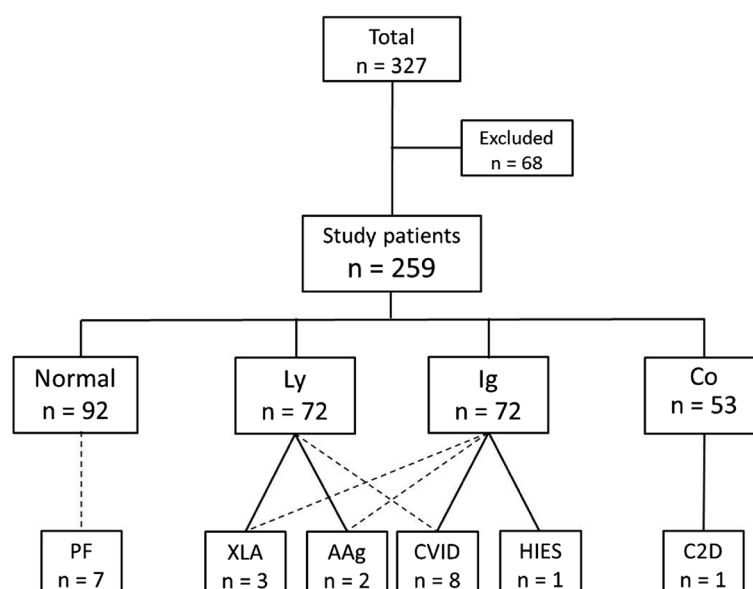 Total
n = 327
Excluded
n = 68
Study patients
n = 259
Normal
n = 92
Ly
n = 72
Ig
n = 72
Co
n = 53
PF
n = 7
XLA
n = 3
AAg
n = 2
CVID
n = 8
HIES
n = 1
C2D
n = 1